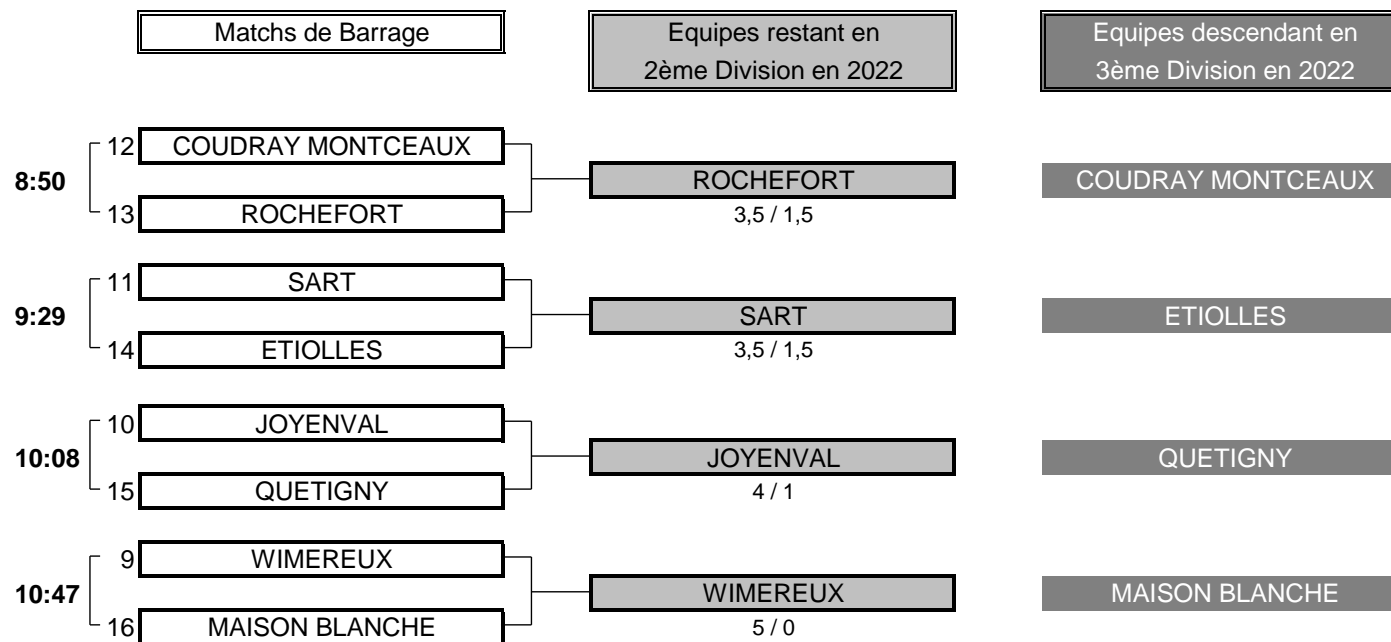 Matchs de Barrage
Equipes restant en
2ème Division en 2022
Equipes descendant en
3ème Division en 2022
8:50
12 COUDRAY MONTCEAUX
13 ROCHEFORT
ROCHEFORT
3,5 / 1,5
COUDRAY MONTCEAUX
9:29
11 SART
14 ETIOLLES
SART
3,5 / 1,5
ETIOLLES
10:08
10 JOYENVAL
15 QUETIGNY
JOYENVAL
4 / 1
QUETIGNY
10:47
9 WIMEREUX
16 MAISON BLANCHE
WIMEREUX
5 / 0
MAISON BLANCHE